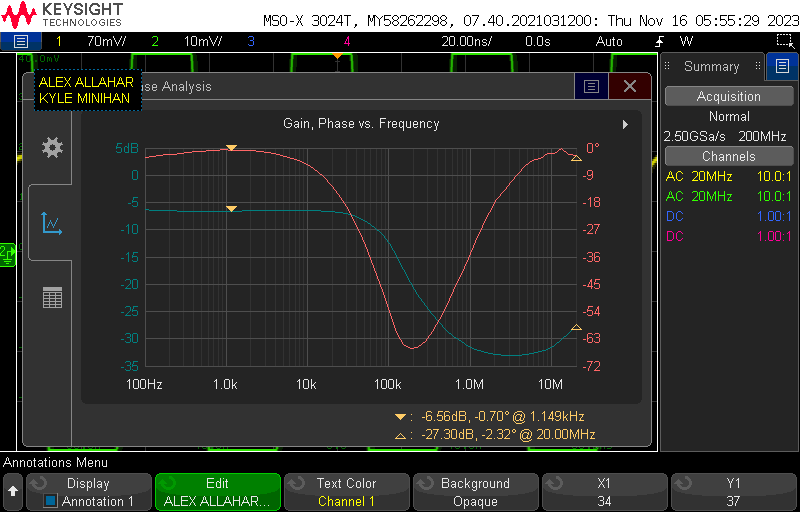 KEYSIGHT
TECHNOLOGIES
MSO-X 3024T, MY58262298, 07.40.2021031200: Thu Nov 16 05:55:29 2023
1 70mV/ 2 10mV/ 3 4 20.00ns/ 0.0s Auto W
40.0mV
ALEX ALLAHAR
KYLE MINIHAN
se Analysis
Gain, Phase vs. Frequency
5dB 0°
0 -9
-5 -18
-10 -27
-15 -36
-20 -45
-25 -54
-30 -63
-35 -72
100Hz 1.0k 10k 100k 1.0M 10M
: -6.56dB, -0.70° @ 1.149kHz
: -27.30dB, -2.32° @ 20.00MHz
2
Summary
Acquisition
Normal
2.50GSa/s 200MHz
Channels
AC 20MHz 10.0:1
AC 20MHz 10.0:1
DC 1.00:1
DC 1.00:1
Annotations Menu
Display
Annotation 1
Edit
ALEX ALLAHAR...
Text Color
Channel 1
Background
Opaque
X1
34
Y1
37